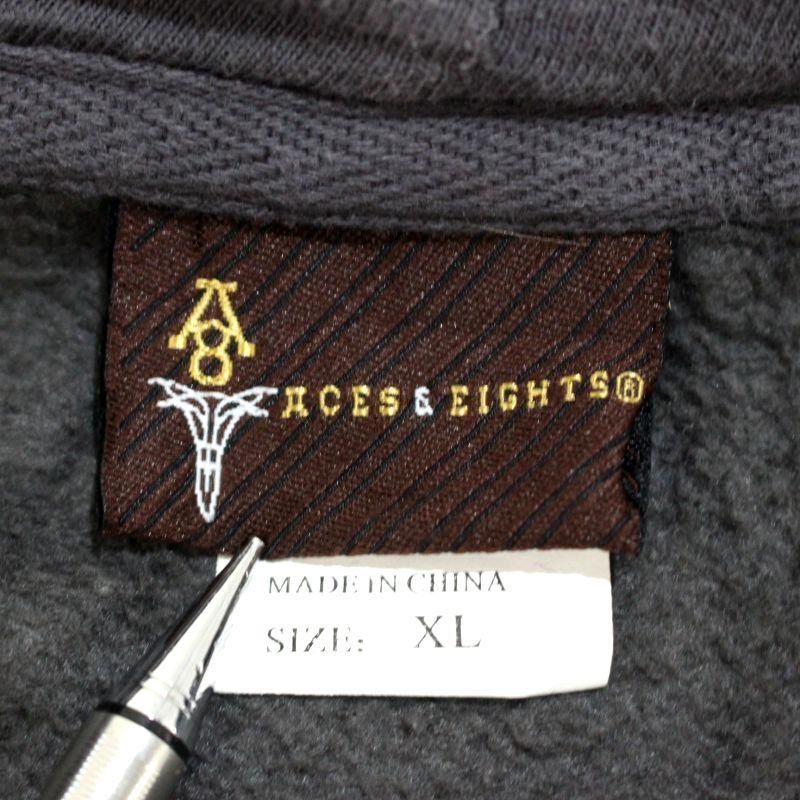 A8
ACES & EIGHTS®
MADE IN CHINA
SIZE: XL